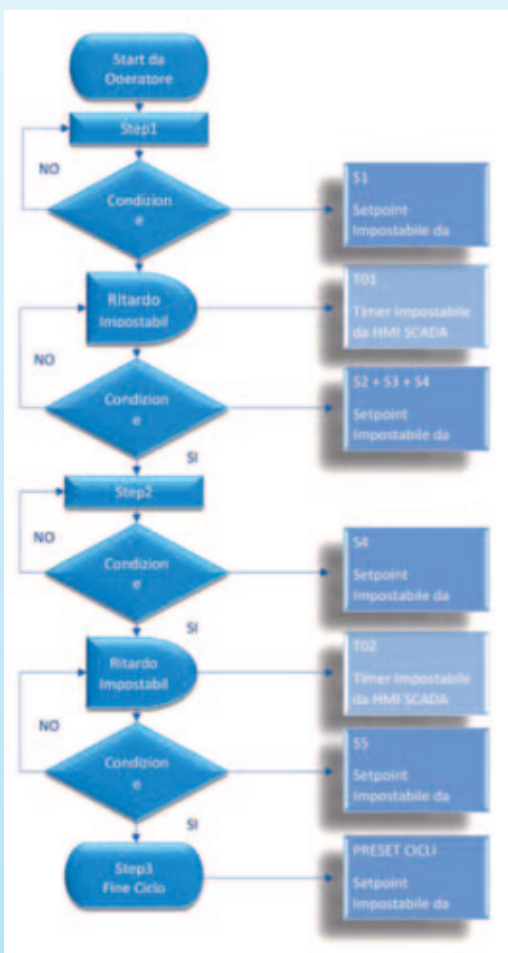 Start da
Operatore
Step1
NO
Condizion
e
S1
Setpoint
Impostabile da
Ritardo
Impostabil
T01
Timer Impostabile
da HMI SCADA
NO
Condizion
e
S2 + S3 + S4
Setpoint
Impostabile da
SI
Step2
NO
Condizion
e
S4
Setpoint
Impostabile da
SI
Ritardo
Impostabil
T02
Timer Impostabile
da HMI SCADA
NO
Condizion
e
S5
Setpoint
Impostabile da
SI
Step3
Fine Ciclo
PRESET CICLI
Setpoint
Impostabile da